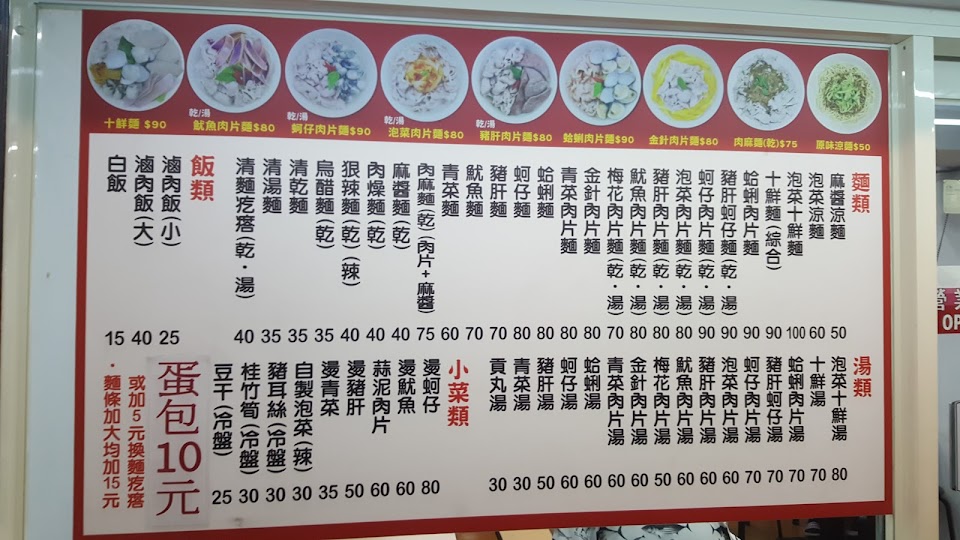 十鮮麵 $90
乾/湯
魷魚肉片麵$80
乾/湯
蚵仔肉片麵$90
乾/湯
泡菜肉片麵$80
乾/湯
豬肝肉片麵$80
蛤蜊肉片麵$90
金針肉片麵$80
肉麻麵(乾)$75
原味涼麵$50
麵類
麻醬涼麵 50
泡菜涼麵 60
泡菜十鮮麵 100
十鮮麵(綜合) 90
蛤蜊肉片麵 90
豬肝蚵仔麵(乾·湯) 90
蚵仔肉片麵(乾·湯) 90
泡菜肉片麵(乾·湯) 80
豬肝肉片麵(乾·湯) 80
魷魚肉片麵(乾·湯) 80
梅花肉片麵(乾·湯) 70
金針肉片麵 80
青菜肉片麵 80
蛤蜊麵 80
蚵仔麵 80
豬肝麵 70
魷魚麵 70
青菜麵 60
肉麻麵(乾)(肉片+麻醬) 75
麻醬麵(乾) 40
肉燥麵(乾) 40
狠辣麵(乾)(辣) 40
烏醋麵(乾) 35
清乾麵 35
清湯麵 35
清麵疙瘩(乾·湯) 40
飯類
滷肉飯(小) 25
滷肉飯(大) 40
白飯 15
湯類
泡菜十鮮湯 80
十鮮湯 70
蛤蜊肉片湯 70
豬肝蚵仔湯 70
蚵仔肉片湯 70
泡菜肉片湯 60
豬肝肉片湯 60
魷魚肉片湯 60
梅花肉片湯 50
金針肉片湯 60
青菜肉片湯 60
蛤蜊湯 60
蚵仔湯 60
豬肝湯 50
青菜湯 30
貢丸湯 30
小菜類
燙蚵仔 80
燙魷魚 60
蒜泥肉片 60
燙豬肝 50
燙青菜 35
自製泡菜(辣) 30
豬耳絲(冷盤) 30
桂竹筍(冷盤) 30
豆干(冷盤) 25
蛋包10元
或加5元換麵疙瘩
·麵條加大均加15元
營業
OP